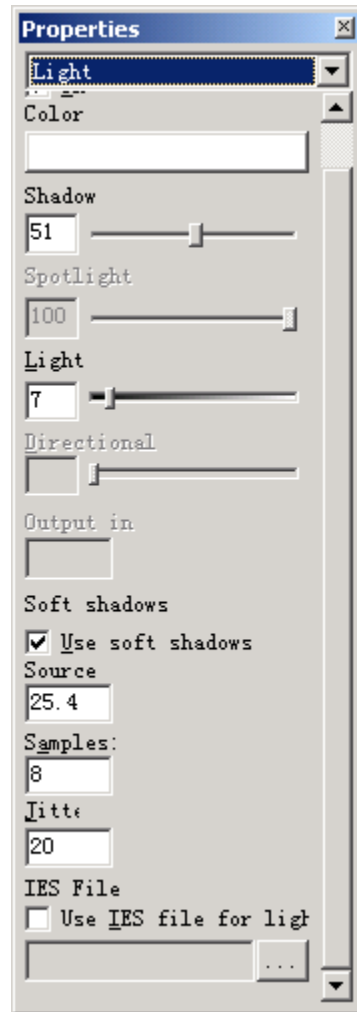 Properties
Light
Color
Shadow
51
Spotlight
100
Light
7
Directional
Output in
Soft shadows
Use soft shadows
Source
25.4
Samples:
8
Jitte
20
IES File
Use IES file for ligh
...